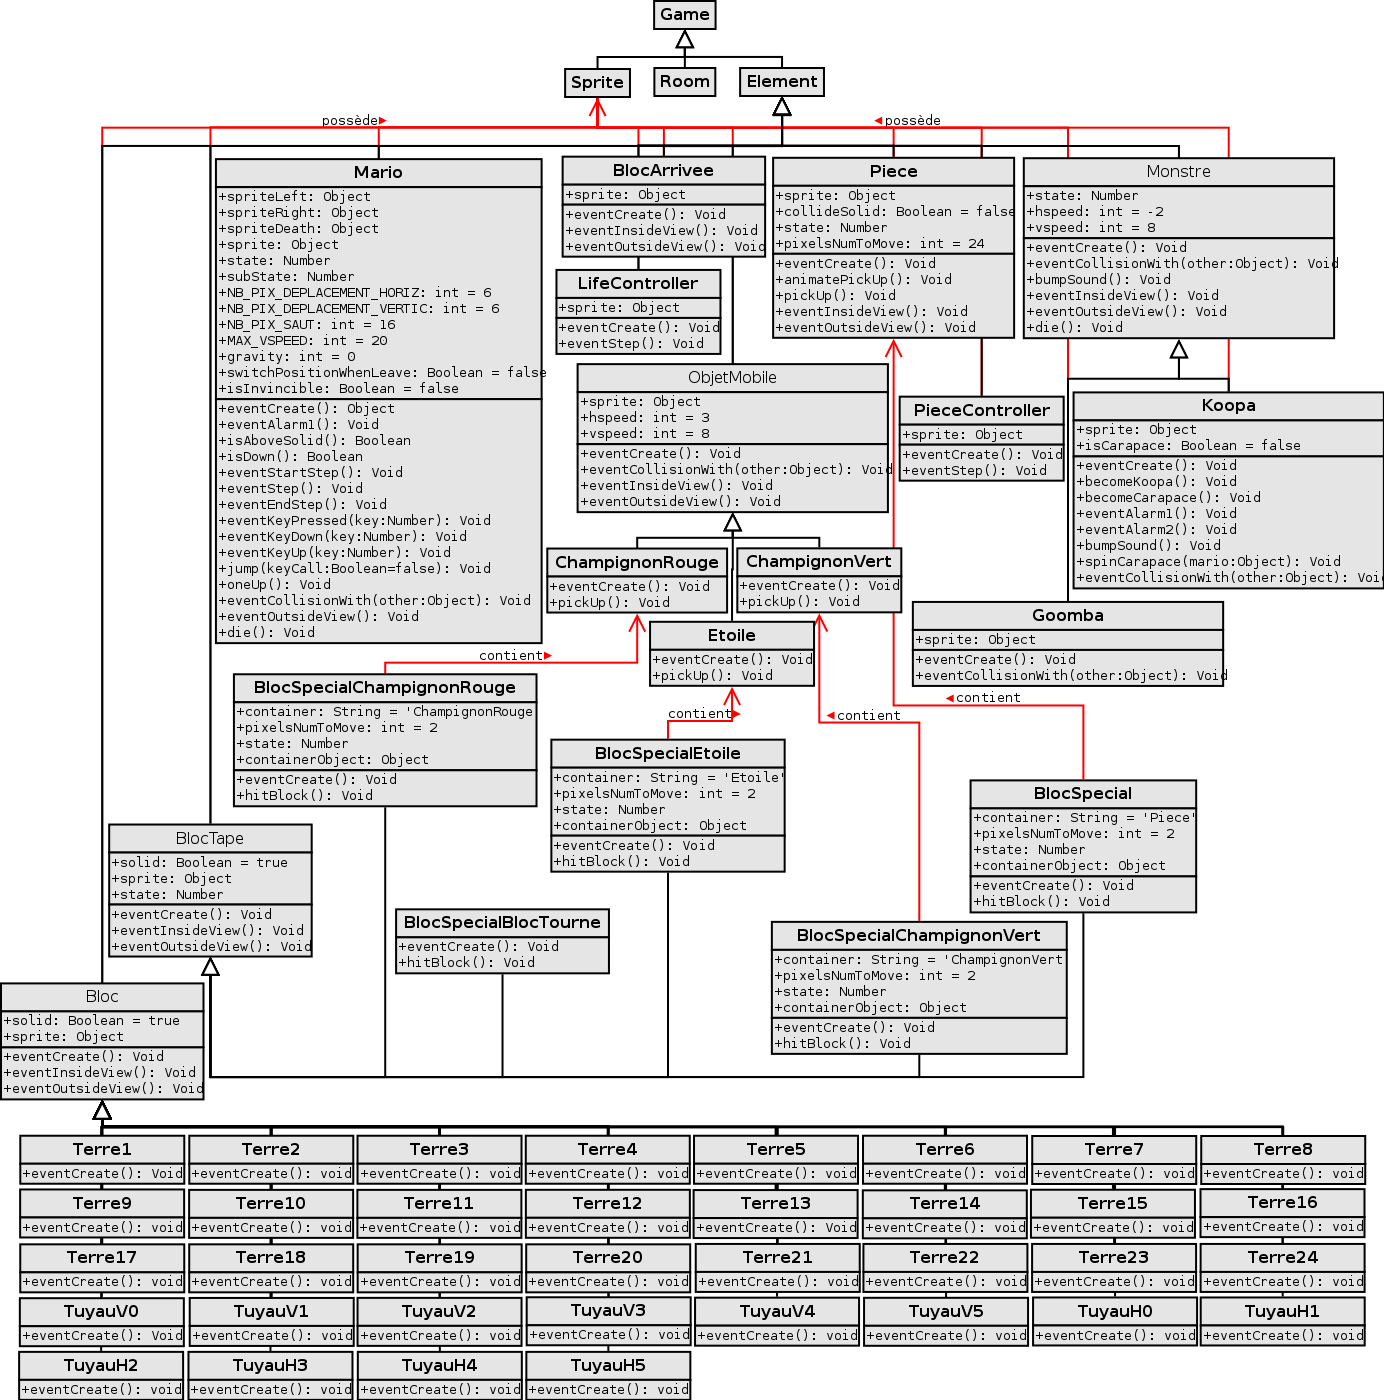 Game
Sprite
Room
Element
possède
possède
Mario
+spriteLeft: Object
+spriteRight: Object
+spriteDeath: Object
+sprite: Object
+state: Number
+subState: Number
+NB_PIX_DEPLACEMENT_HORIZ: int = 6
+NB_PIX_DEPLACEMENT_VERTIC: int = 6
+NB_PIX_SAUT: int = 16
+MAX_VSPEED: int = 20
+gravity: int = 0
+switchPositionWhenLeave: Boolean = false
+isInvincible: Boolean = false
+eventCreate(): Object
+eventAlarm1(): Void
+isAboveSolid(): Boolean
+isDown(): Boolean
+eventStartStep(): Void
+eventStep(): Void
+eventEndStep(): Void
+eventKeyPressed(key:Number): Void
+eventKeyDown(key:Number): Void
+eventKeyUp(key:Number): Void
+jump(keyCall:Boolean=false): Void
+oneUp(): Void
+eventCollisionWith(other:Object): Void
+eventOutsideView(): Void
+die(): Void
BlocArrivee
+sprite: Object
+eventCreate(): Void
+eventInsideView(): Void
+eventOutsideView(): Void
Piece
+sprite: Object
+collideSolid: Boolean = false
+state: Number
+pixelsNumToMove: int = 24
+eventCreate(): Void
+animatePickUp(): Void
+pickUp(): Void
+eventInsideView(): Void
+eventOutsideView(): Void
Monstre
+state: Number
+hspeed: int = -2
+vspeed: int = 8
+eventCreate(): Void
+eventCollisionWith(other:Object): Void
+bumpSound(): Void
+eventInsideView(): Void
+eventOutsideView(): Void
+die(): Void
LifeController
+sprite: Object
+eventCreate(): Void
+eventStep(): Void
ObjetMobile
+sprite: Object
+hspeed: int = 3
+vspeed: int = 8
+eventCreate(): Void
+eventCollisionWith(other:Object): Void
+eventInsideView(): Void
+eventOutsideView(): Void
PieceController
+sprite: Object
+eventCreate(): Void
+eventStep(): Void
Koopa
+sprite: Object
+isCarapace: Boolean = false
+eventCreate(): Void
+becomeKoopa(): Void
+becomeCarapace(): Void
+eventAlarm1(): Void
+eventAlarm2(): Void
+bumpSound(): Void
+spinCarapace(mario:Object): Void
+eventCollisionWith(other:Object): Void
ChampignonRouge
+eventCreate(): Void
+pickUp(): Void
ChampignonVert
+eventCreate(): Void
+pickUp(): Void
Etoile
+eventCreate(): Void
+pickUp(): Void
Goomba
+sprite: Object
+eventCreate(): Void
+eventCollisionWith(other:Object): Void
contient
contient
contient
contient
BlocSpecialChampignonRouge
+container: String = 'ChampignonRouge
+pixelsNumToMove: int = 2
+state: Number
+containerObject: Object
+eventCreate(): Void
+hitBlock(): Void
BlocSpecialEtoile
+container: String = 'Etoile'
+pixelsNumToMove: int = 2
+state: Number
+containerObject: Object
+eventCreate(): Void
+hitBlock(): Void
BlocSpecial
+container: String = 'Piece'
+pixelsNumToMove: int = 2
+state: Number
+containerObject: Object
+eventCreate(): Void
+hitBlock(): Void
BlocTape
+solid: Boolean = true
+sprite: Object
+state: Number
+eventCreate(): Void
+eventInsideView(): Void
+eventOutsideView(): Void
BlocSpecialBlocTourne
+eventCreate(): Void
+hitBlock(): Void
BlocSpecialChampignonVert
+container: String = 'ChampignonVert
+pixelsNumToMove: int = 2
+state: Number
+containerObject: Object
+eventCreate(): Void
+hitBlock(): Void
Bloc
+solid: Boolean = true
+sprite: Object
+eventCreate(): Void
+eventInsideView(): Void
+eventOutsideView(): Void
Terre1 Terre2 Terre3 Terre4 Terre5 Terre6 Terre7 Terre8
+eventCreate(): Void +eventCreate(): void +eventCreate(): void +eventCreate(): void +eventCreate(): void +eventCreate(): void +eventCreate(): void +eventCreate(): void
Terre9 Terre10 Terre11 Terre12 Terre13 Terre14 Terre15 Terre16
+eventCreate(): void +eventCreate(): void +eventCreate(): void +eventCreate(): void +eventCreate(): Void +eventCreate(): void +eventCreate(): void +eventCreate(): void
Terre17 Terre18 Terre19 Terre20 Terre21 Terre22 Terre23 Terre24
+eventCreate(): void +eventCreate(): void +eventCreate(): void +eventCreate(): void +eventCreate(): void +eventCreate(): void +eventCreate(): void +eventCreate(): void
TuyauV0 TuyauV1 TuyauV2 TuyauV3 TuyauV4 TuyauV5 TuyauH0 TuyauH1
+eventCreate(): Void +eventCreate(): void +eventCreate(): void +eventCreate(): void +eventCreate(): void +eventCreate(): void +eventCreate(): void +eventCreate(): void
TuyauH2 TuyauH3 TuyauH4 TuyauH5
+eventCreate(): void +eventCreate(): void +eventCreate(): void +eventCreate(): void